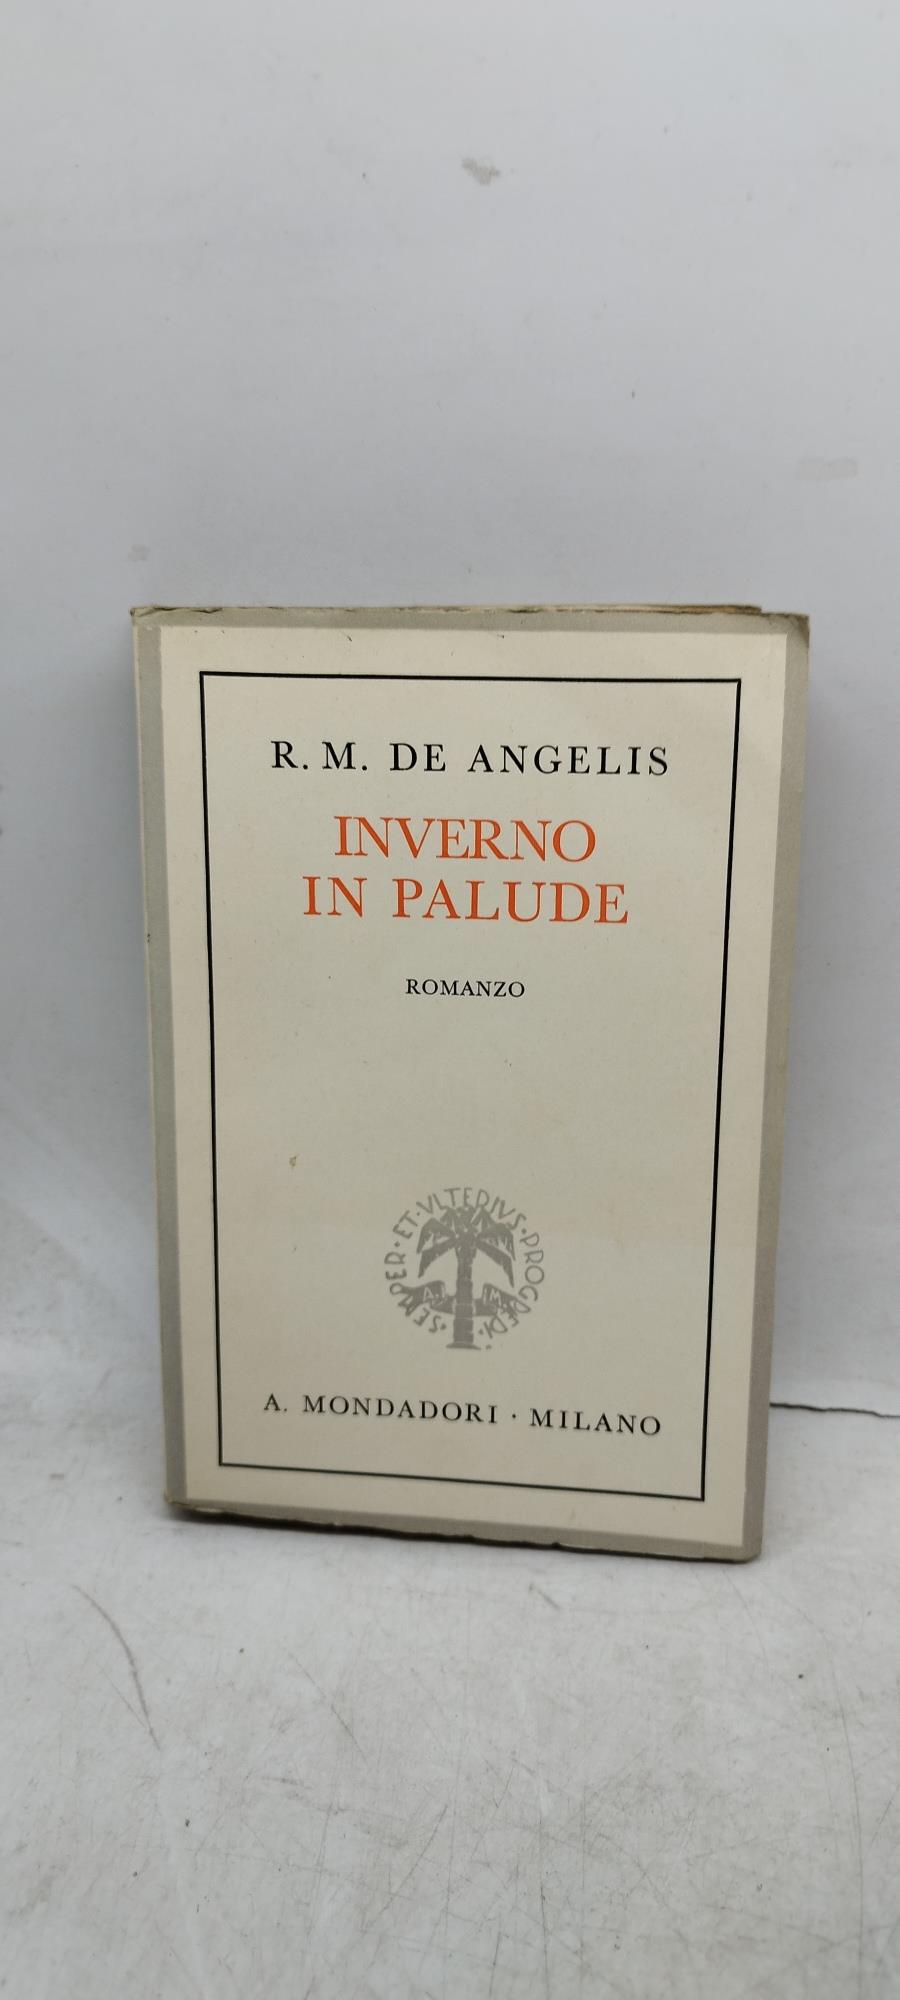 R. M. DE ANGELIS
INVERNO
IN PALUDE
ROMANZO
SEMPER · ET · VLTERIVS · PROGREDI ·
A. M.
A. MONDADORI · MILANO